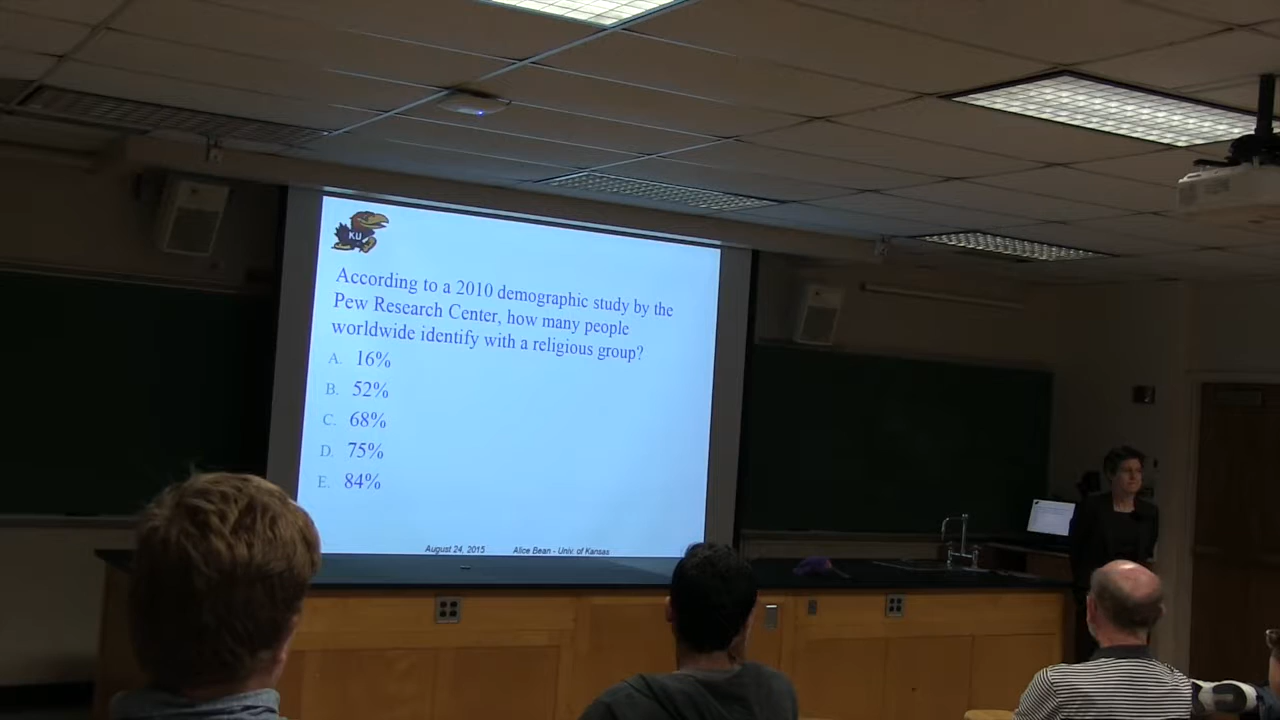 KU
According to a 2010 demographic study by the
Pew Research Center, how many people
worldwide identify with a religious group?
A. 16%
B. 52%
C. 68%
D. 75%
E. 84%
August 24, 2015 Alice Bean - Univ. of Kansas